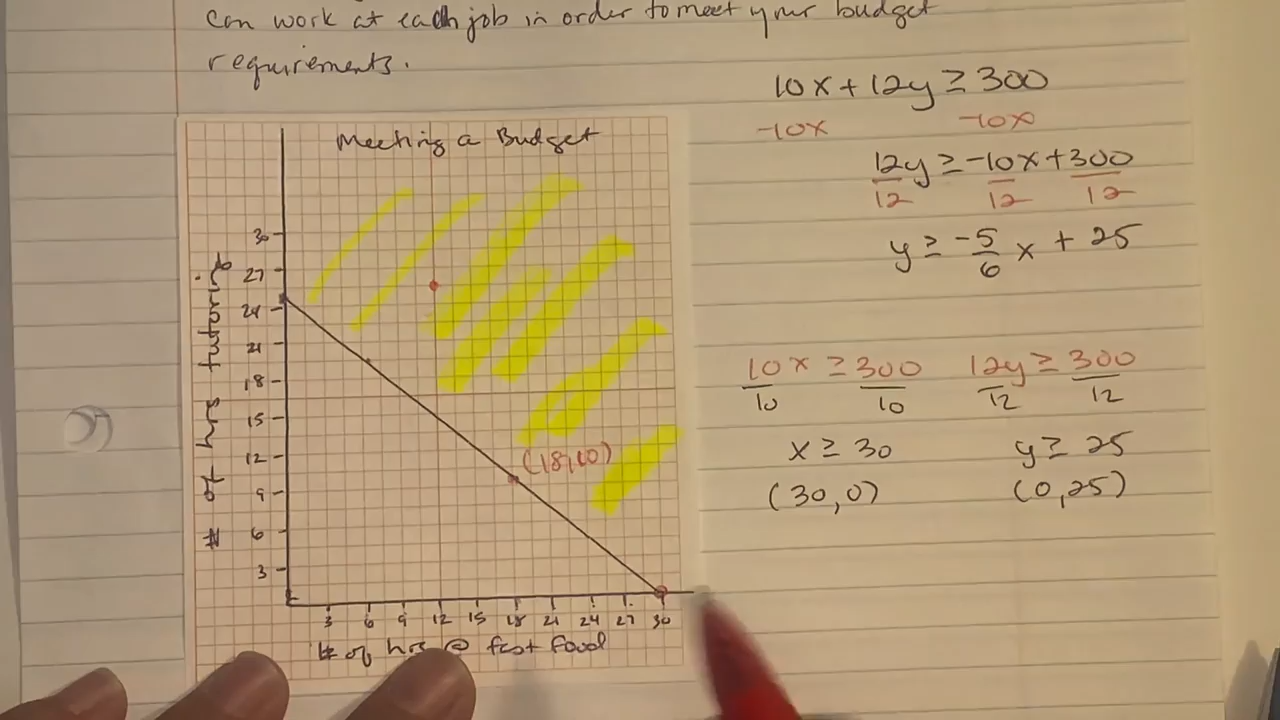 can work at each job in order to meet your budget
requirements.
10x + 12y ≥ 300
-10x -10x
12y ≥ -10x + 300
12 12 12
y ≥ -5/6 x + 25
10x ≥ 300 12y ≥ 300
10 10 12 12
x ≥ 30 y ≥ 25
(30,0) (0,25)
Meeting a Budget
# of hrs tutoring
30
27
24
21
18
15
12
9
6
3
(18,10)
3 6 9 12 15 18 21 24 27 30
# of hrs @ fast food